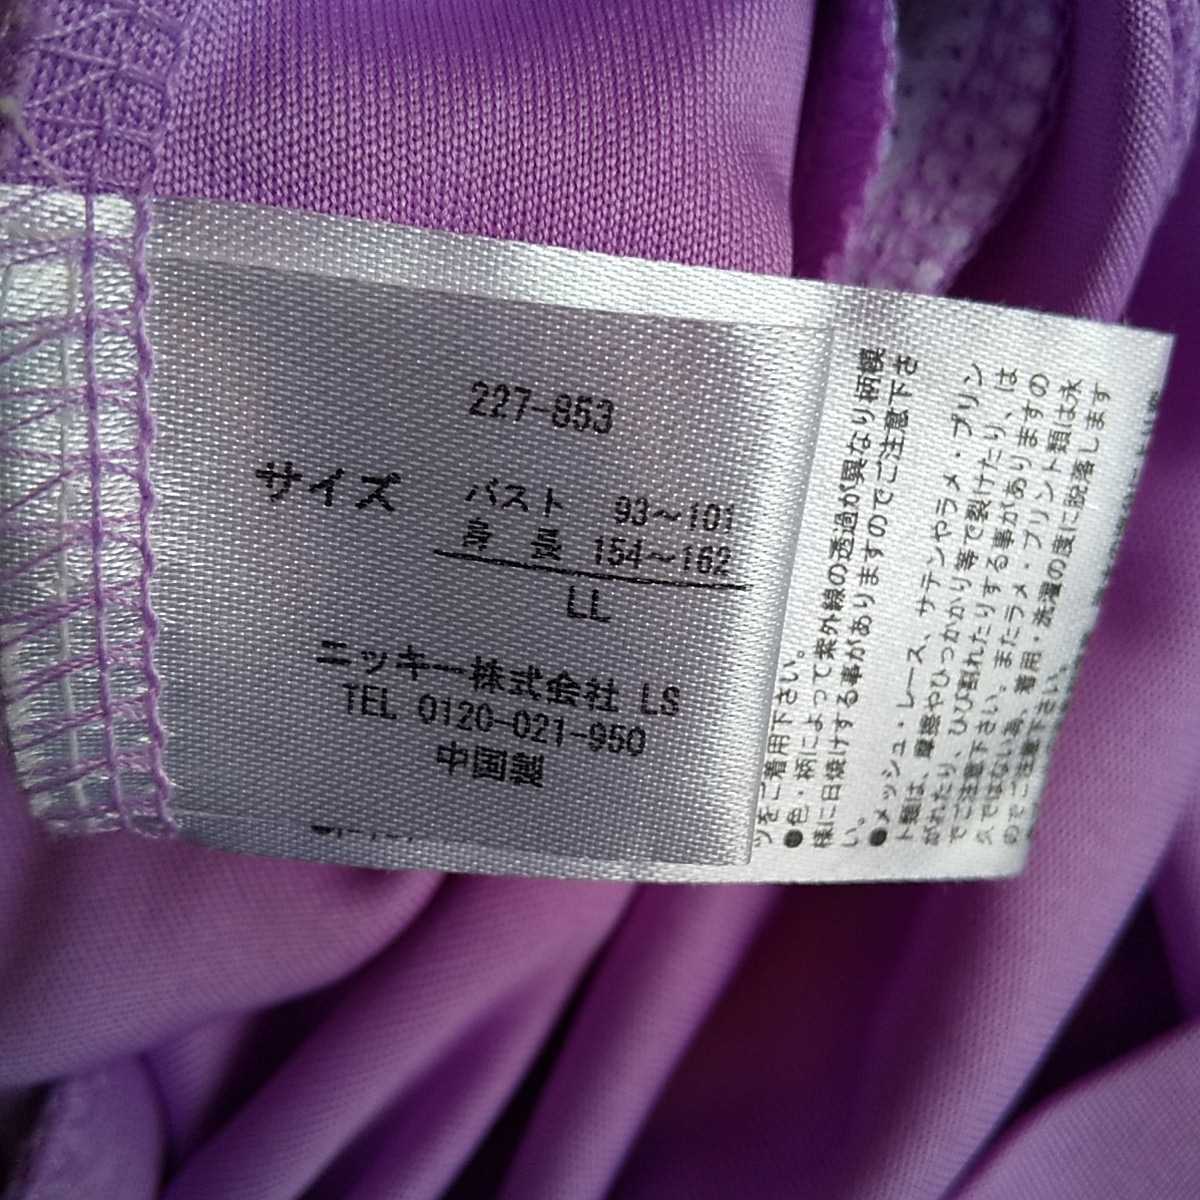 227-853
サイズ バスト 93～101
身長 154～162
LL
ニッキー株式会社 LS
TEL 0120-021-950
中国製
ツをご着用下さい。
●色・柄によって紫外線の透過が異なり柄模
様に日焼けする事がありますのでご注意下さ
い。
●メッシュ・レース、サテンやラメ・プリン
ト類は、摩擦やひっかかり等で裂けたり、は
がれたり、ひび割れたりする事がありますの
でご注意下さい。またラメ・プリント類は永
久ではない為、着用・洗濯の度に脱落します
のでご注意下さい。